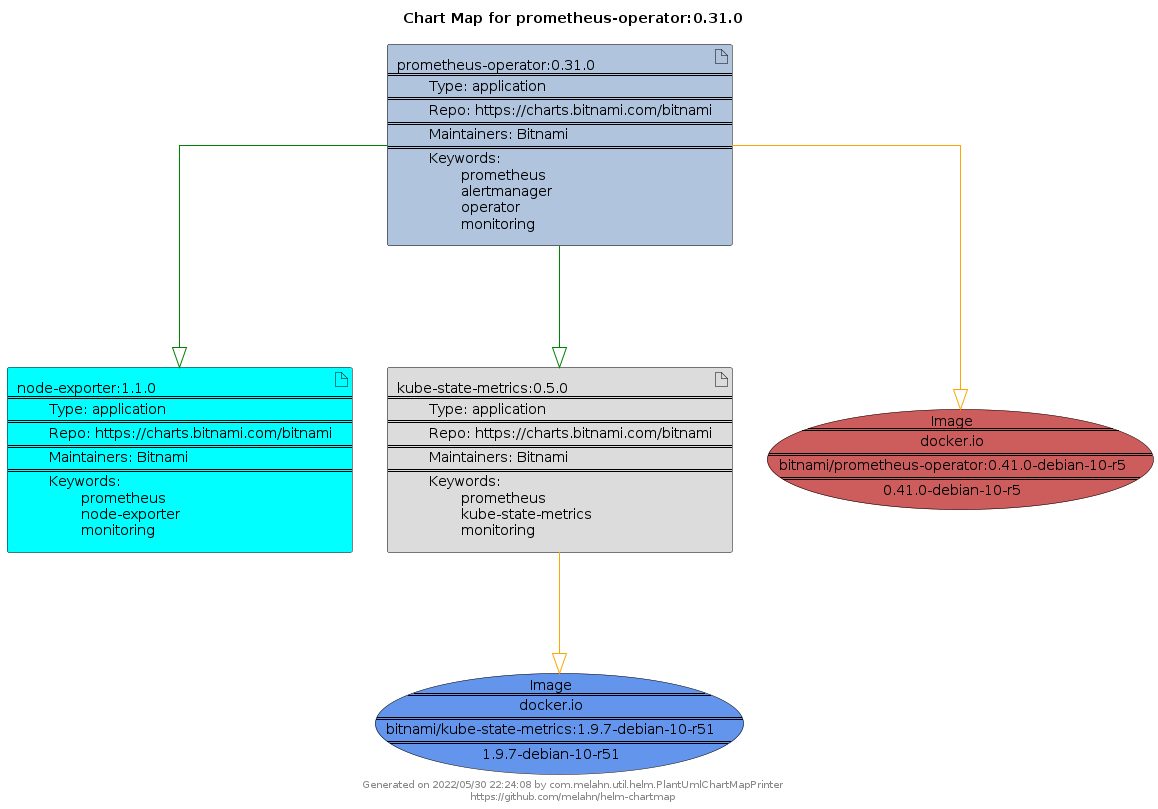 Chart Map for prometheus-operator:0.31.0
prometheus-operator:0.31.0
Type: application
Repo: https://charts.bitnami.com/bitnami
Maintainers: Bitnami
Keywords:
prometheus
alertmanager
operator
monitoring
node-exporter:1.1.0
Type: application
Repo: https://charts.bitnami.com/bitnami
Maintainers: Bitnami
Keywords:
prometheus
node-exporter
monitoring
kube-state-metrics:0.5.0
Type: application
Repo: https://charts.bitnami.com/bitnami
Maintainers: Bitnami
Keywords:
prometheus
kube-state-metrics
monitoring
Image
docker.io
bitnami/prometheus-operator:0.41.0-debian-10-r5
0.41.0-debian-10-r5
Image
docker.io
bitnami/kube-state-metrics:1.9.7-debian-10-r51
1.9.7-debian-10-r51
Generated on 2022/05/30 22:24:08 by com.melahn.util.helm.PlantUmlChartMapPrinter
https://github.com/melahn/helm-chartmap